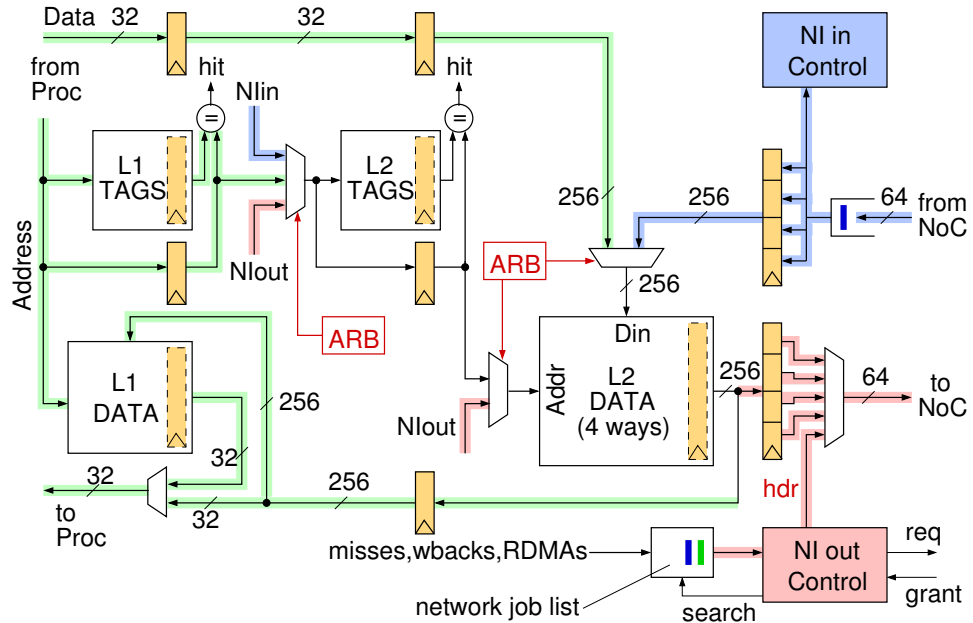 Data
32
32
from
Proc
hit
hit
NIin
=
=
L1
TAGS
L2
TAGS
NIout
Address
ARB
ARB
256
256
256
NI in
Control
64
from
NoC
L1
DATA
256
32
32
32
to
Proc
256
NIout
Din
Addr
L2
DATA
(4 ways)
256
64
to
NoC
hdr
misses,wbacks,RDMAs
network job list
search
NI out
Control
req
grant